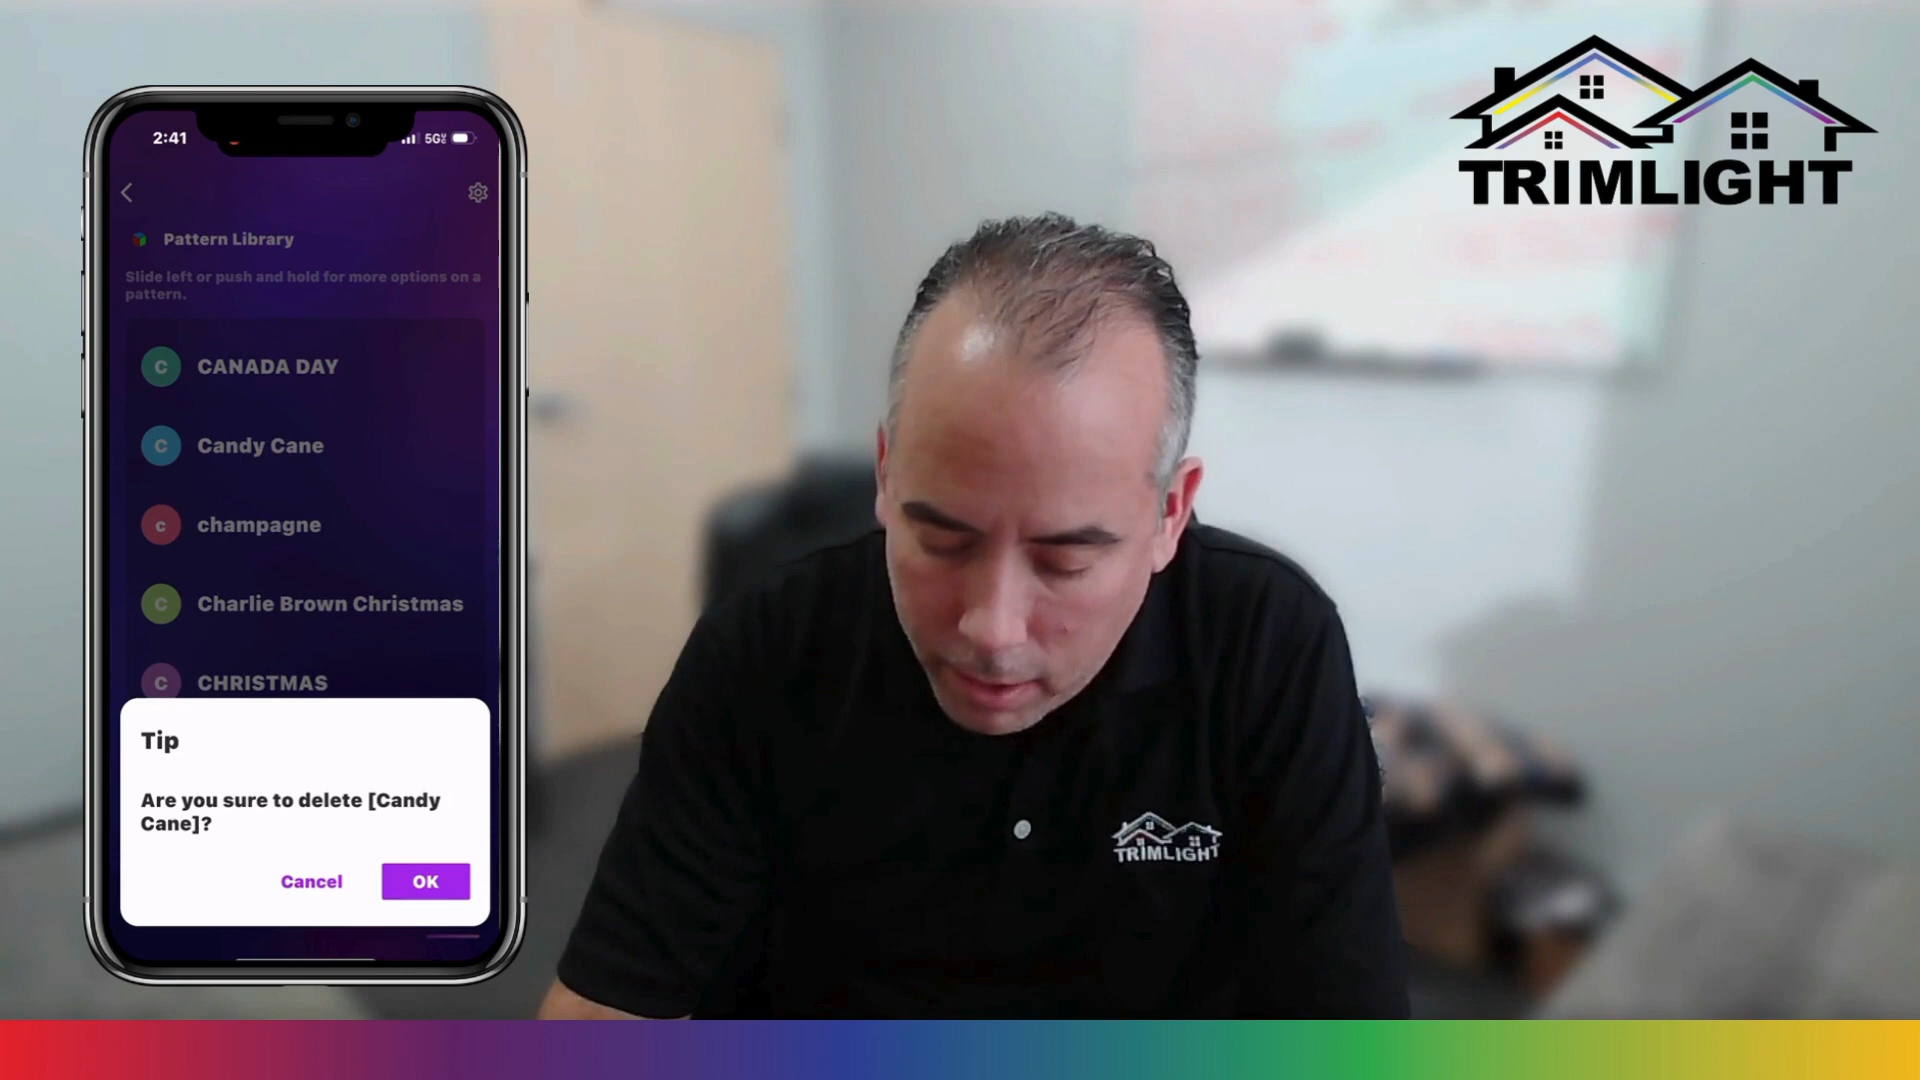 2:41
5G
Pattern Library
Slide left or push and hold for more options on a
pattern.
C CANADA DAY
C Candy Cane
c champagne
C Charlie Brown Christmas
C CHRISTMAS
Tip
Are you sure to delete [Candy
Cane]?
Cancel OK
TRIMLIGHT
TRIMLIGHT